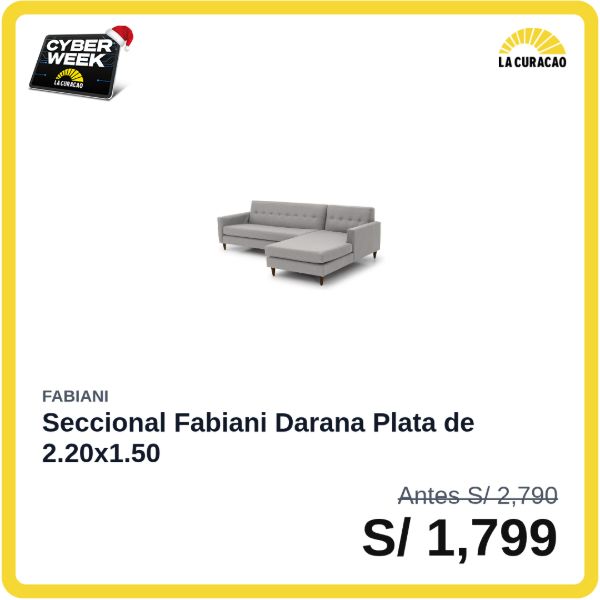 CYBER
WEEK
LA CURACAO
LA CURACAO
FABIANI
Seccional Fabiani Darana Plata de
2.20x1.50
Antes S/ 2,790
S/ 1,799